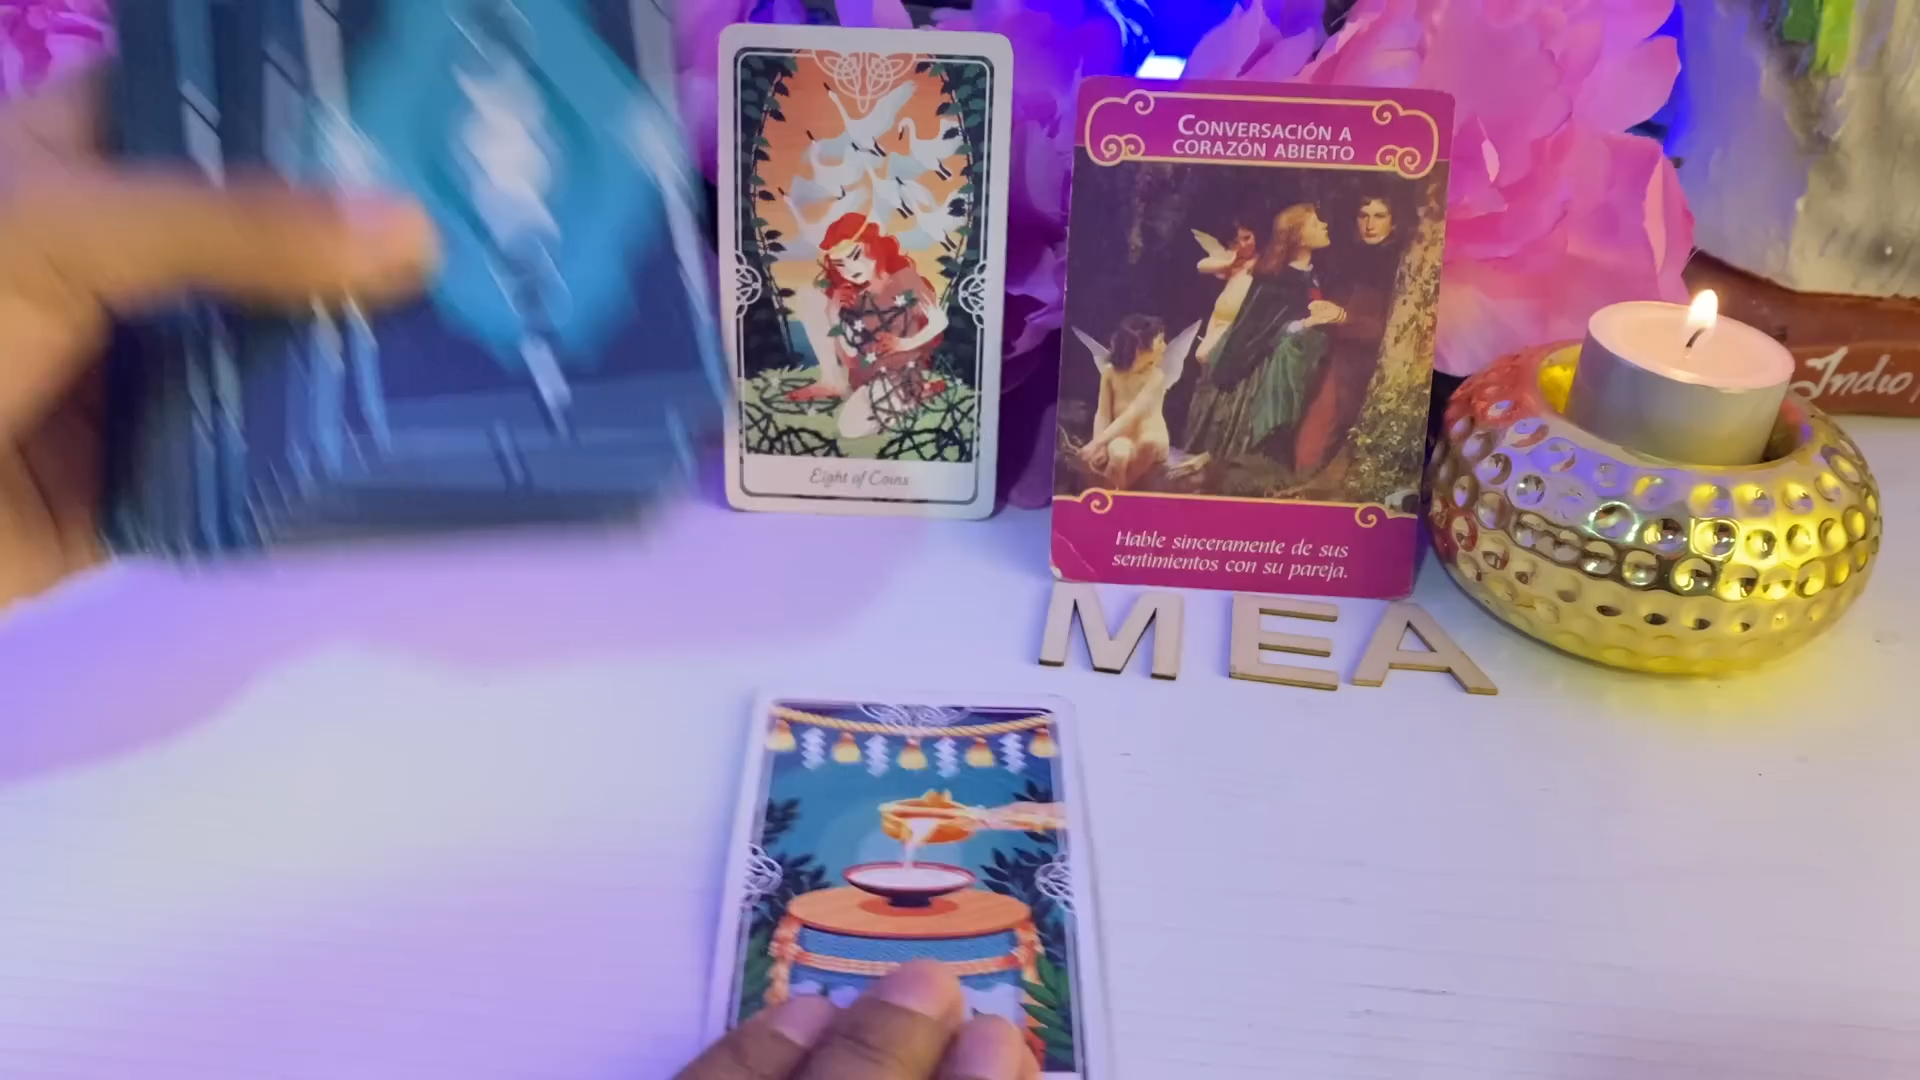 CONVERSACIÓN A
CORAZÓN ABIERTO
Eight of Coins
Hable sinceramente de sus
sentimientos con su pareja.
MEA
Indio